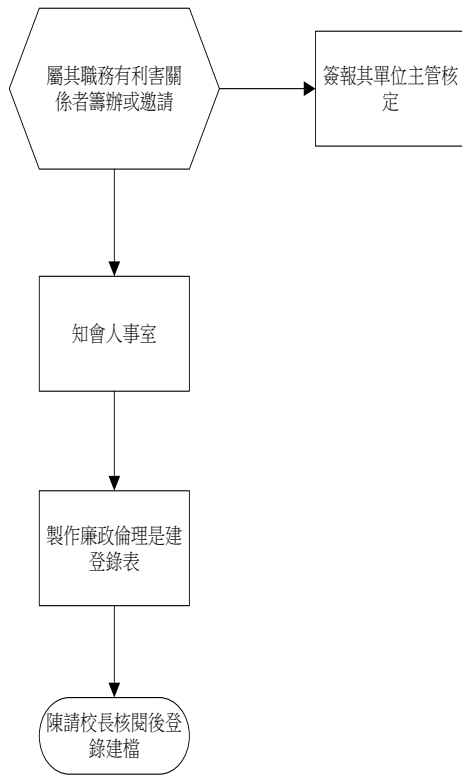 屬其職務有利害關
係者籌辦或邀請
簽報其單位主管核
定
知會人事室
製作廉政倫理是建
登錄表
陳請校長核閱後登
錄建檔